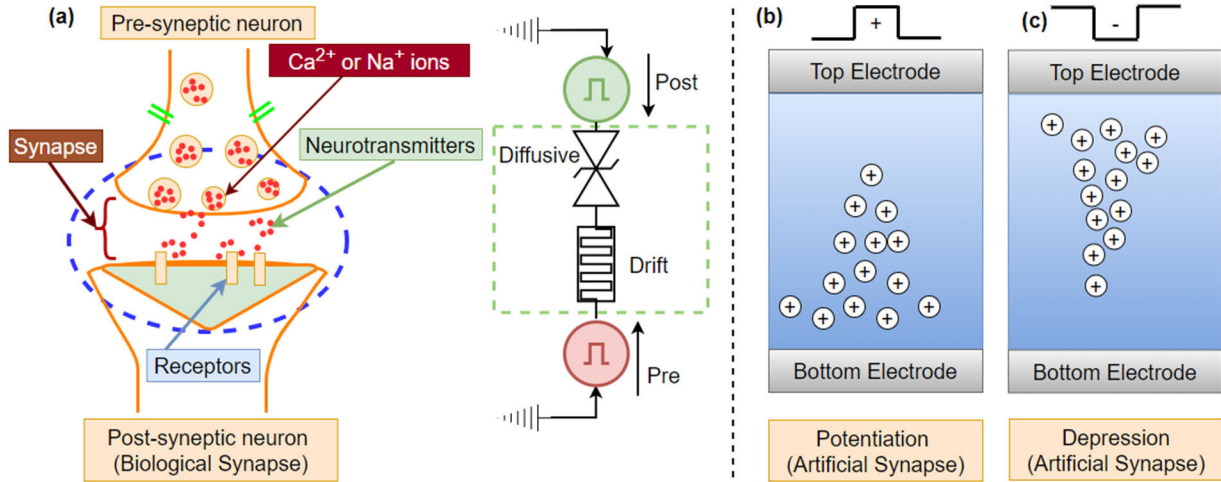 (a)
Pre-syneptic neuron
Ca²⁺ or Na⁺ ions
Synapse
Neurotransmitters
Receptors
Post-syneptic neuron
(Biological Synapse)
Post
Diffusive
Drift
Pre
(b)
+
Top Electrode
+ + + + + + + + + + + + + + +
Bottom Electrode
Potentiation
(Artificial Synapse)
(c)
-
Top Electrode
+ + + + + + + + + + + + +
Bottom Electrode
Depression
(Artificial Synapse)